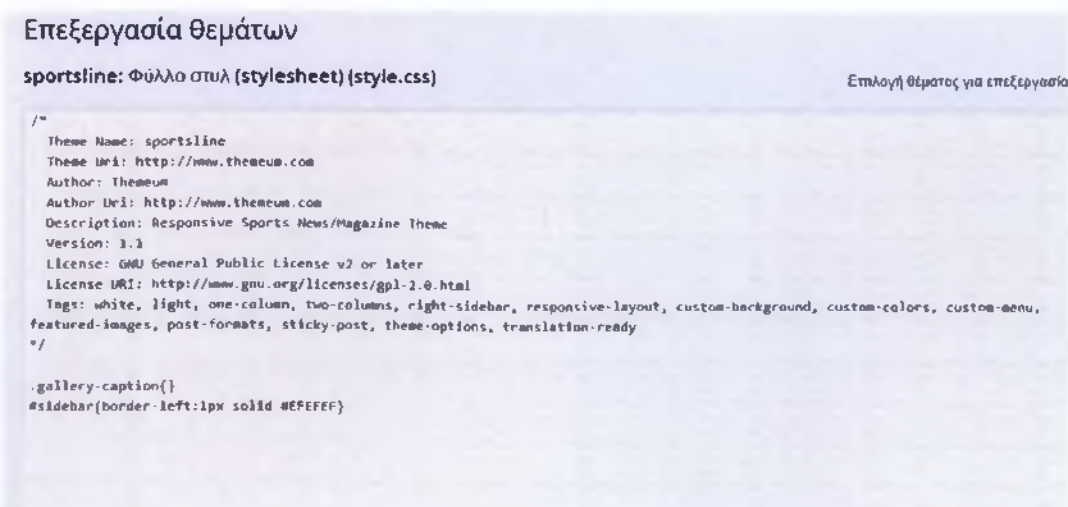 Επεξεργασία θεμάτων
sportsline: Φύλλο στυλ (stylesheet) (style.css)
Επιλογή θέματος για επεξεργασία
/*
Theme Name: sportsline
Theme Uri: http://www.themeum.com
Author: Themeum
Author Uri: http://www.themeum.com
Description: Responsive Sports News/Magazine Theme
Version: 1.1
License: GNU General Public License v2 or later
License URI: http://www.gnu.org/licenses/gpl-2.0.html
Tags: white, light, one-column, two-columns, right-sidebar, responsive-layout, custom-background, custom-colors, custom-menu,
featured-images, post-formats, sticky-post, theme-options, translation-ready
*/
.gallery-caption{}
#sidebar{border-left:1px solid #EFEFEF}